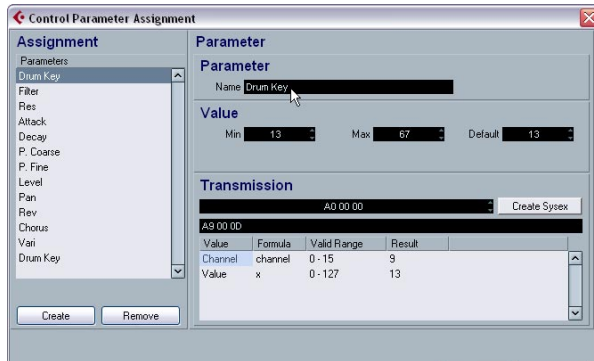 Control Parameter Assignment
Assignment
Parameters
Drum Key
Filter
Res
Attack
Decay
P. Coarse
P. Fine
Level
Pan
Rev
Chorus
Vari
Drum Key
Create Remove
Parameter
Parameter
Name Drum Key
Value
Min 13 Max 67 Default 13
Transmission
A0 00 00 Create Sysex
A9 00 0D
Value Formula Valid Range Result
Channel channel 0 - 15 9
Value x 0 - 127 13